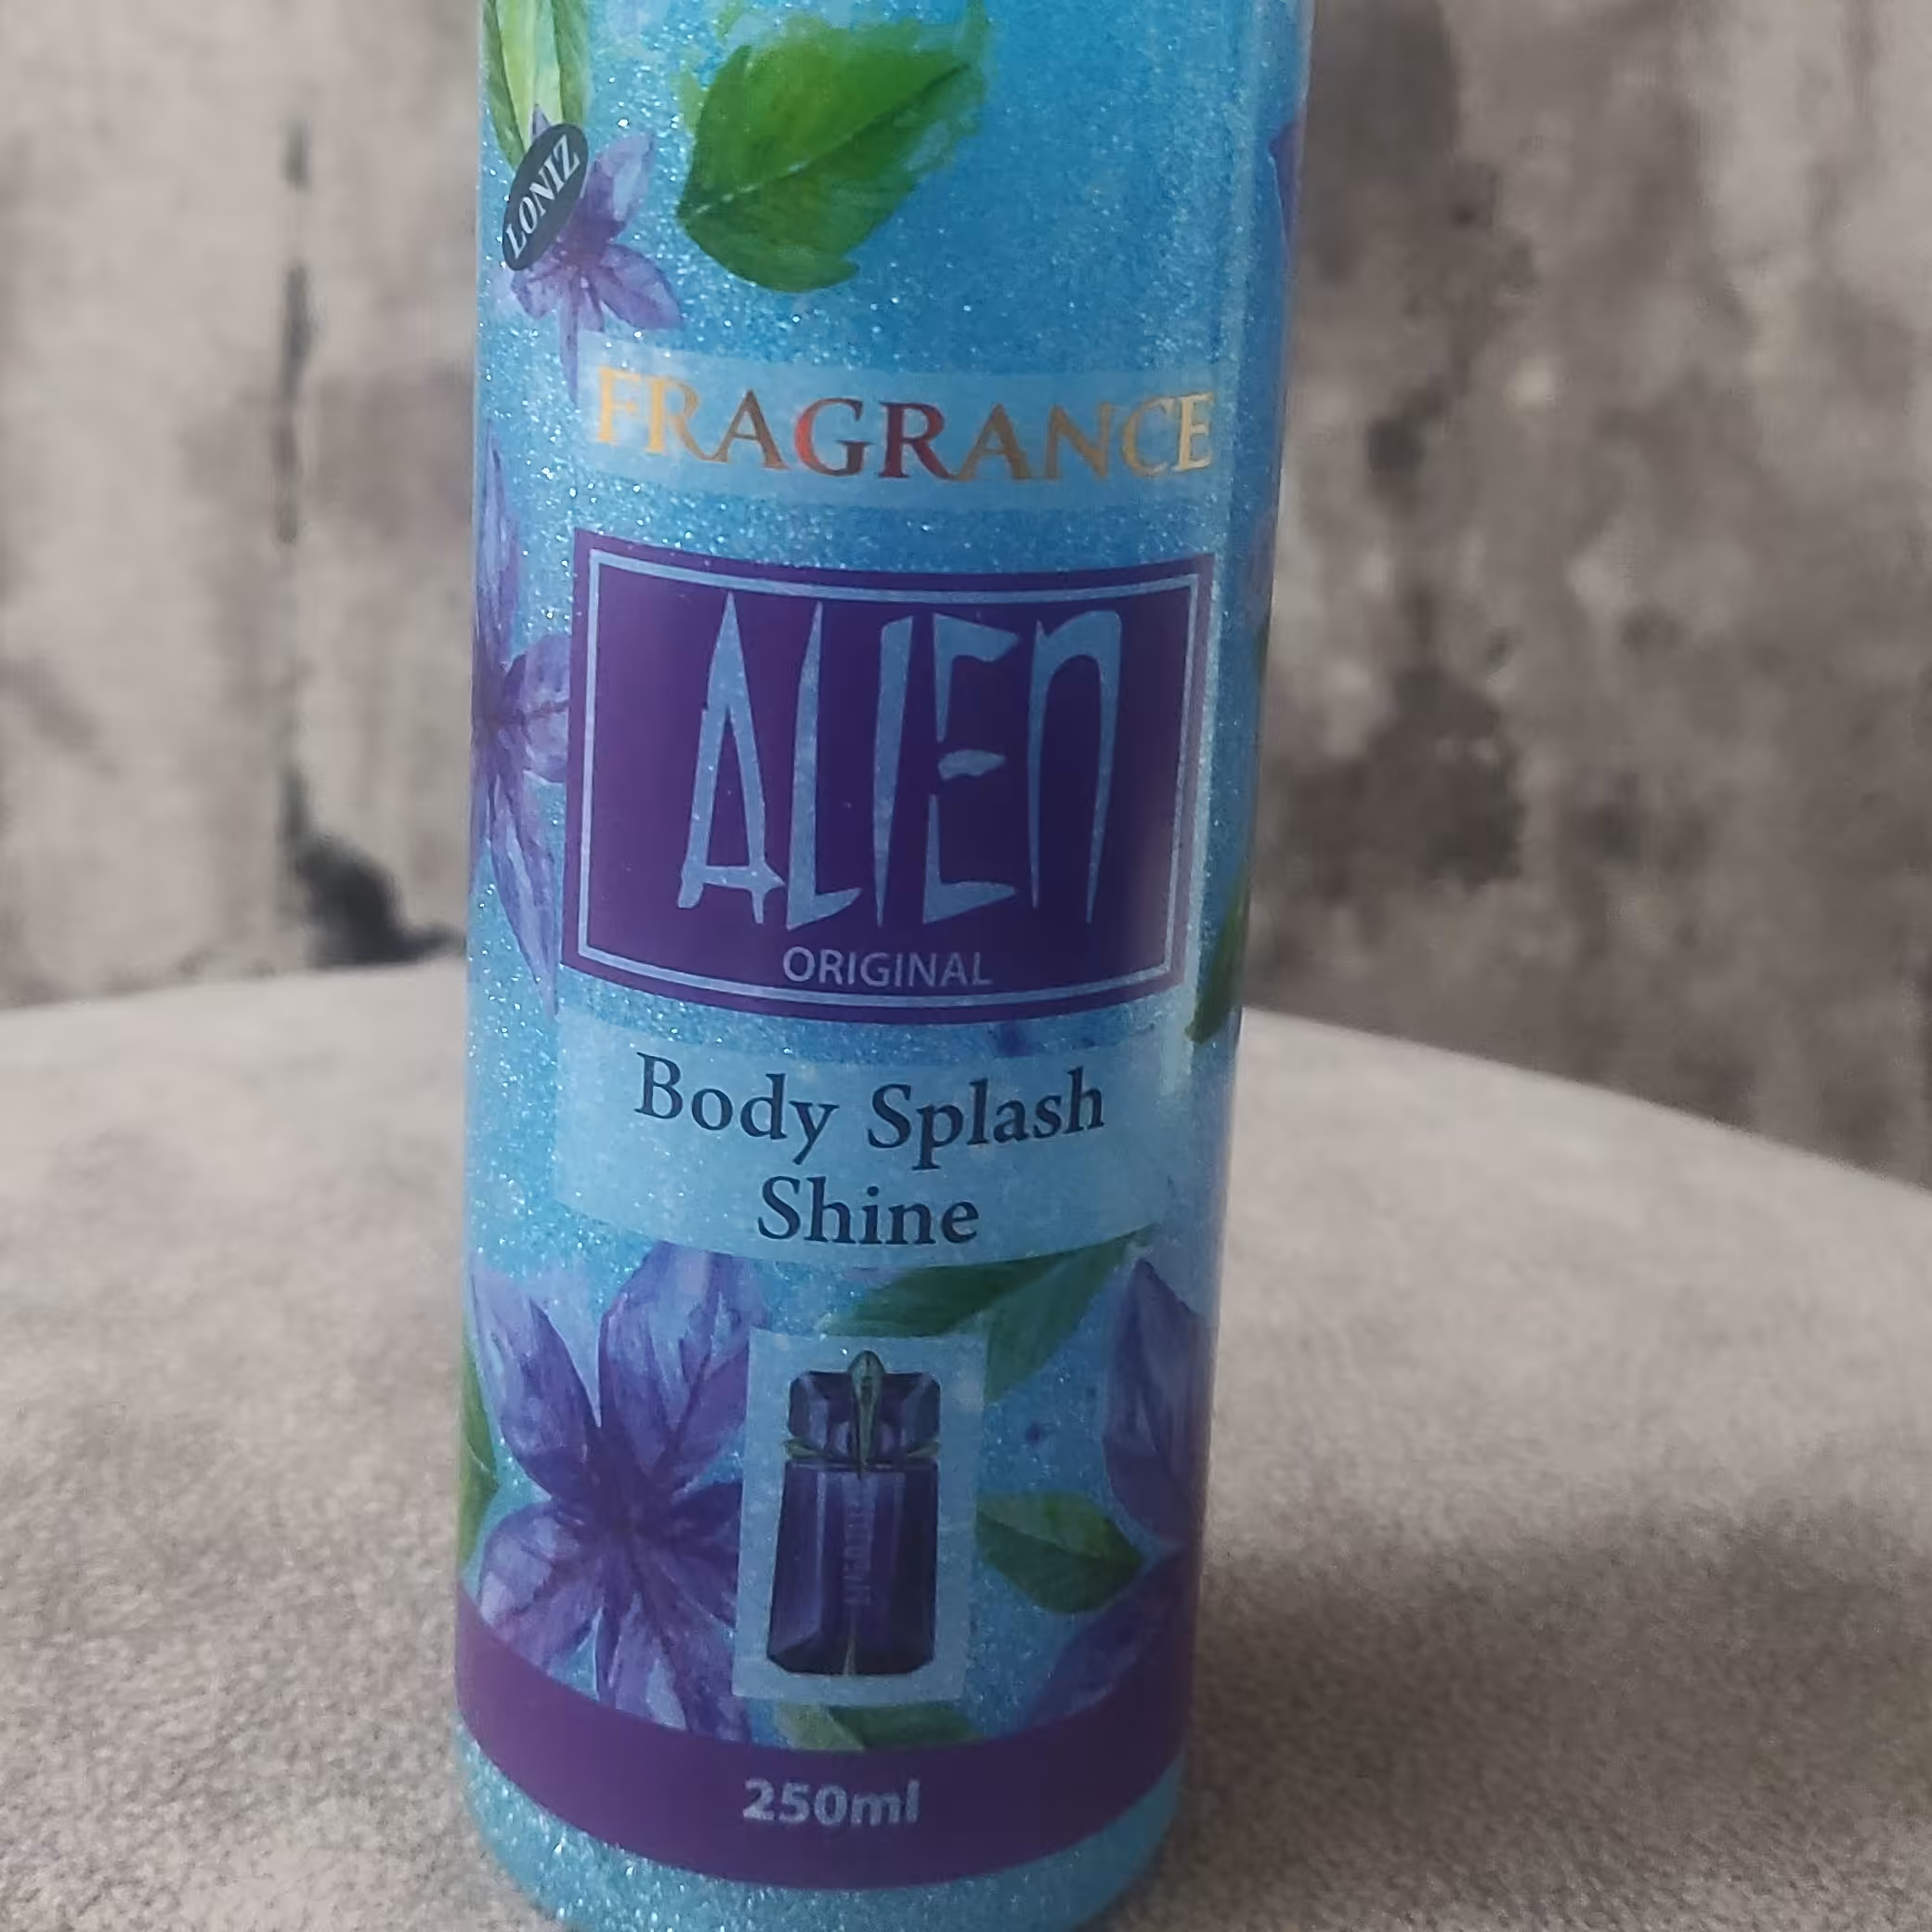 LONIZ
FRAGRANCE
ALIEN
ORIGINAL
Body Splash
Shine
250ml